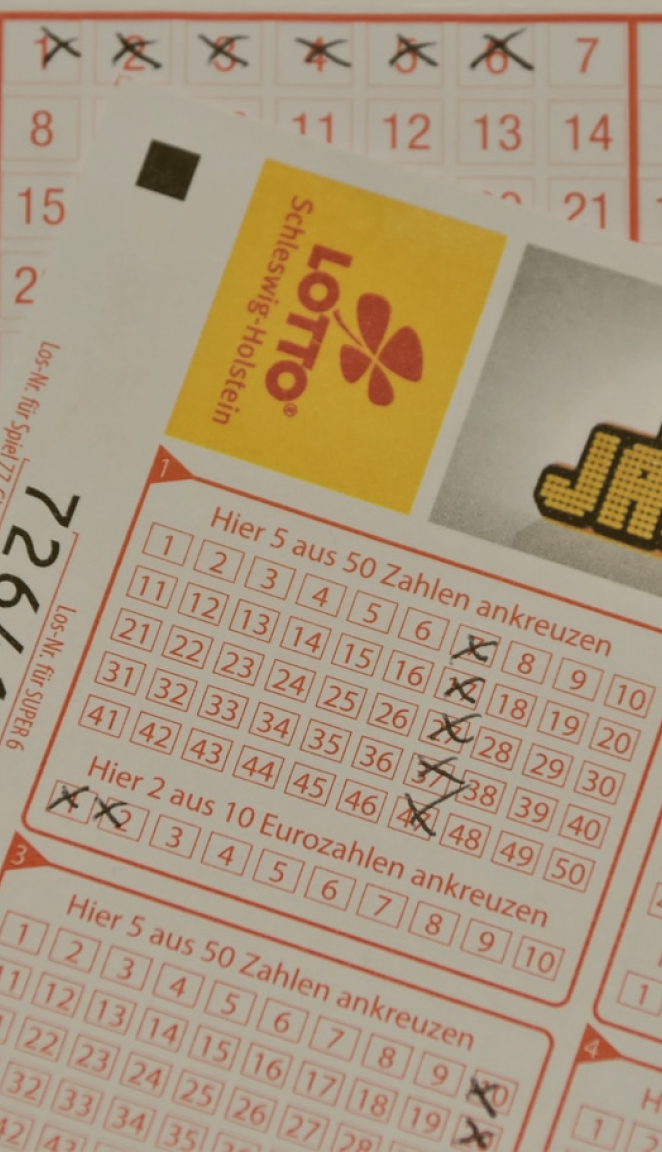 1 2 3 4 5 6 7
8 11 12 13 14
15 21
Schleswig-Holstein
LOTTO®
Los-Nr. für Spiel77
726
Los-Nr. für SUPER 6
JA
1
Hier 5 aus 50 Zahlen ankreuzen
1 2 3 4 5 6 7 8 9 10
11 12 13 14 15 16 17 18 19 20
21 22 23 24 25 26 27 28 29 30
31 32 33 34 35 36 37 38 39 40
41 42 43 44 45 46 47 48 49 50
Hier 2 aus 10 Eurozahlen ankreuzen
1 2 3 4 5 6 7 8 9 10
3
Hier 5 aus 50 Zahlen ankreuzen
1 2 3 4 5 6 7 8 9 10
11 12 13 14 15 16 17 18 19
22 23 24 25 26 27 28
32 33 34 35
42 43
4
H
1
1 2